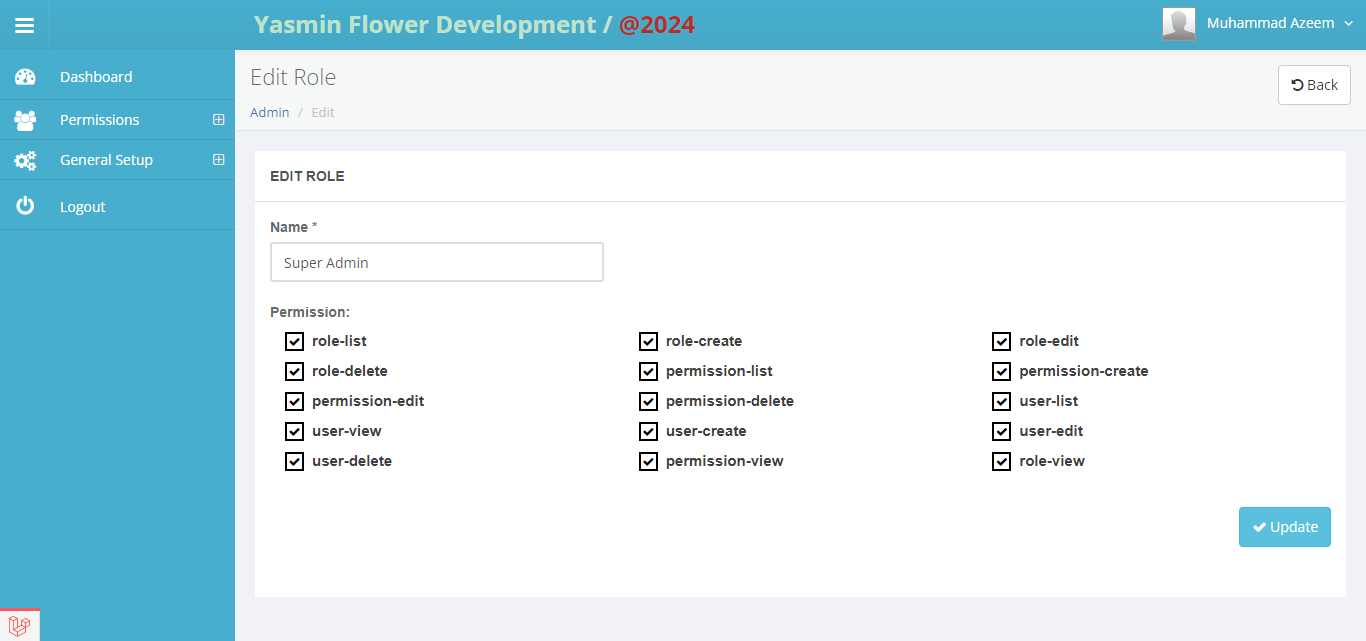 Yasmin Flower Development / @2024
Muhammad Azeem
Dashboard
Permissions
General Setup
Logout
Edit Role
Admin / Edit
Back
EDIT ROLE
Name *
Super Admin
Permission:
role-list role-create role-edit
role-delete permission-list permission-create
permission-edit permission-delete user-list
user-view user-create user-edit
user-delete permission-view role-view
Update